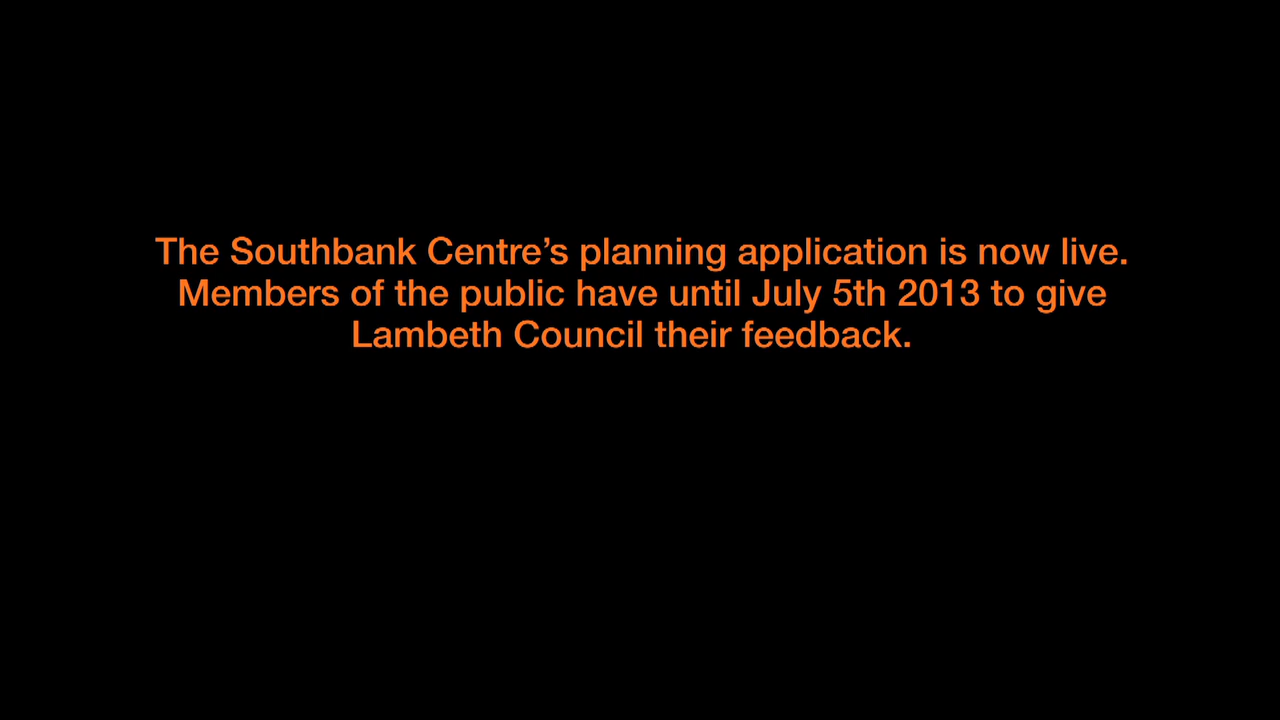 The Southbank Centre’s planning application is now live.
Members of the public have until July 5th 2013 to give
Lambeth Council their feedback.